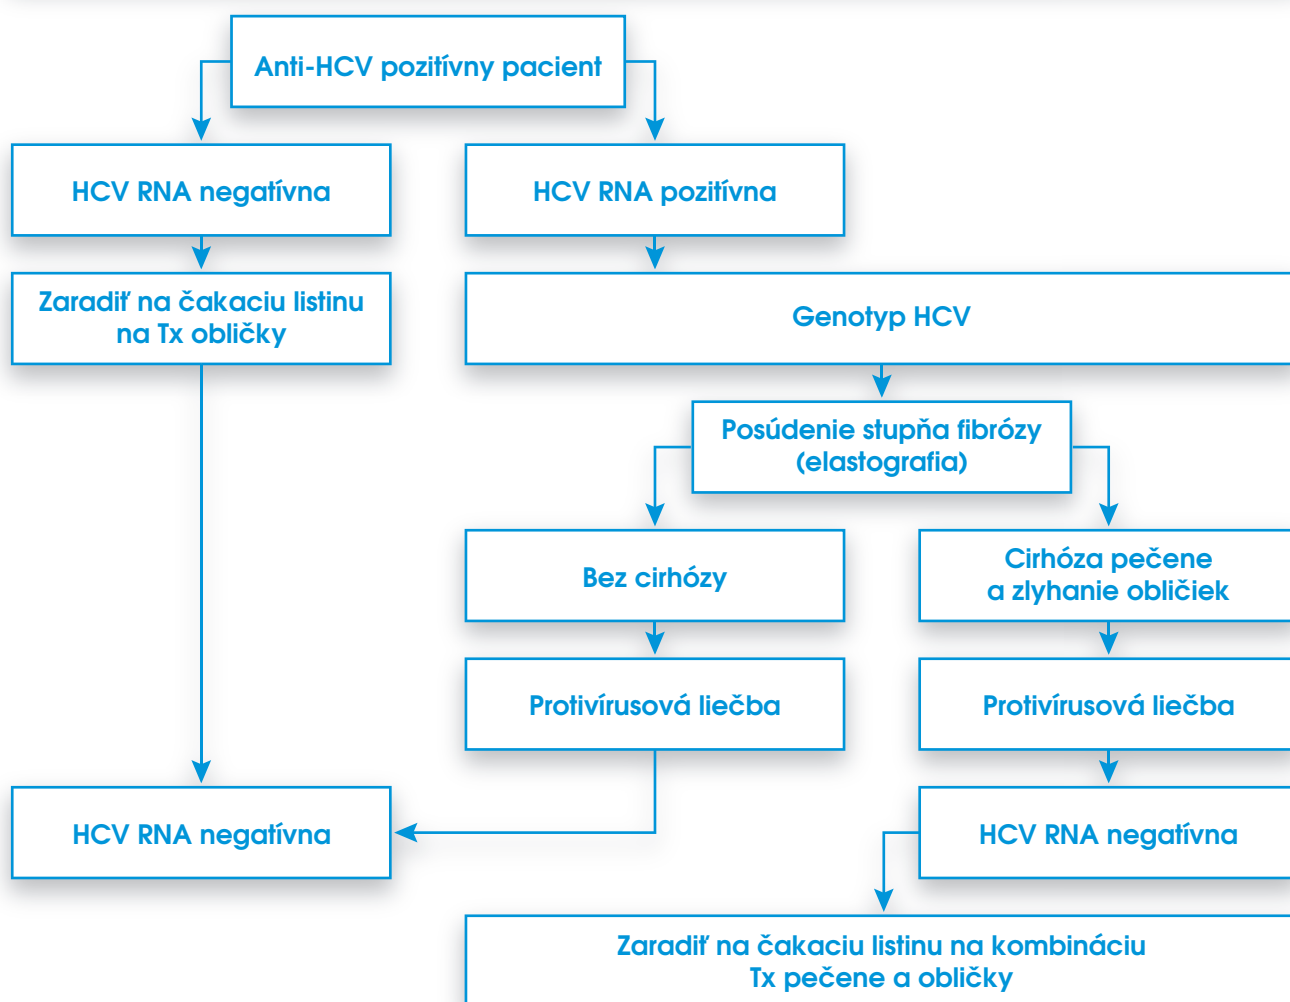 Anti-HCV pozitívny pacient
HCV RNA negatívna
HCV RNA pozitívna
Zaradiť na čakaciu listinu
na Tx obličky
Genotyp HCV
Posúdenie stupňa fibrózy
(elastografia)
Bez cirhózy
Cirhóza pečene
a zlyhanie obličiek
Protivírusová liečba
Protivírusová liečba
HCV RNA negatívna
HCV RNA negatívna
Zaradiť na čakaciu listinu na kombináciu
Tx pečene a obličky